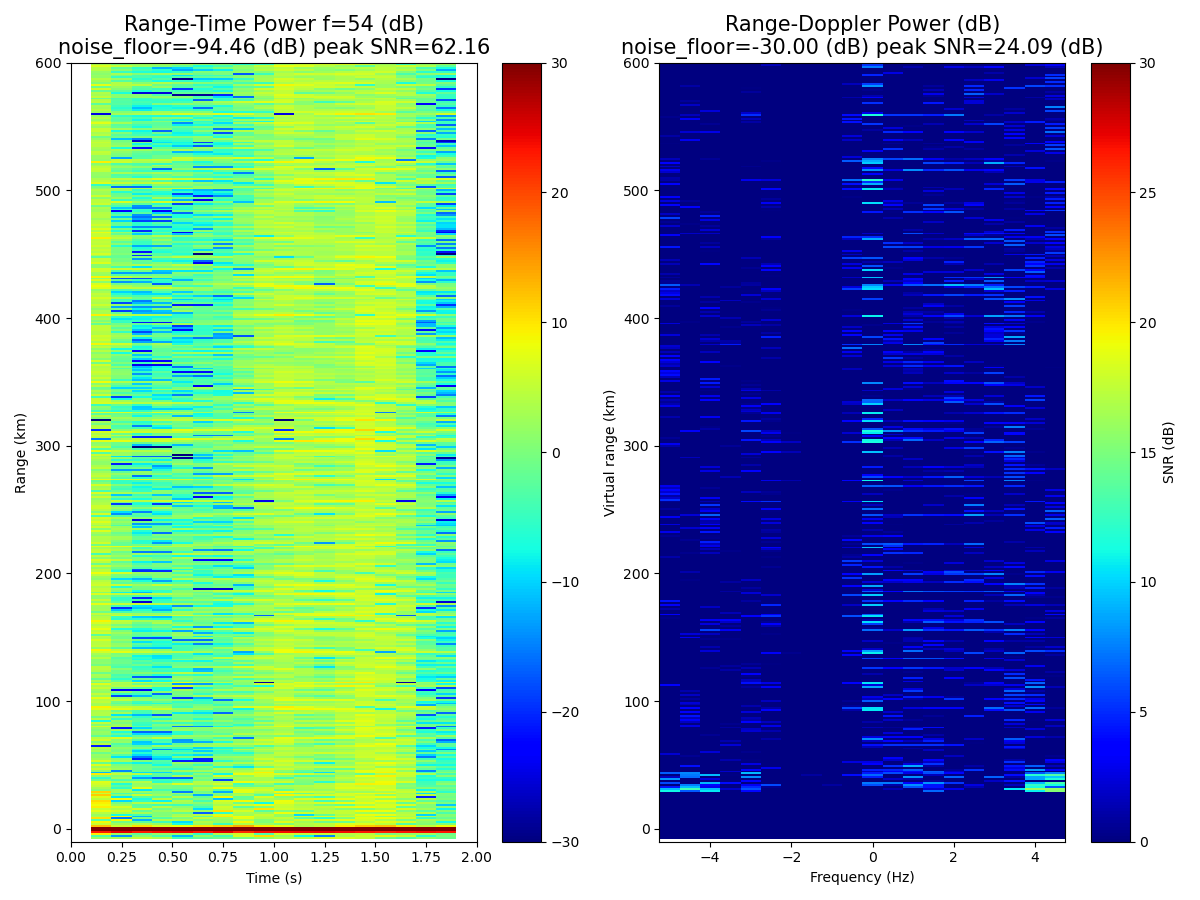 Range-Time Power f=54 (dB)
noise_floor=-94.46 (dB) peak SNR=62.16
600
500
400
300
200
100
0
Range (km)
0.00 0.25 0.50 0.75 1.00 1.25 1.50 1.75 2.00
Time (s)
30
20
10
0
−10
−20
−30
Range-Doppler Power (dB)
noise_floor=-30.00 (dB) peak SNR=24.09 (dB)
600
500
400
300
200
100
0
Virtual range (km)
−4 −2 0 2 4
Frequency (Hz)
30
25
20
15
10
5
0
SNR (dB)